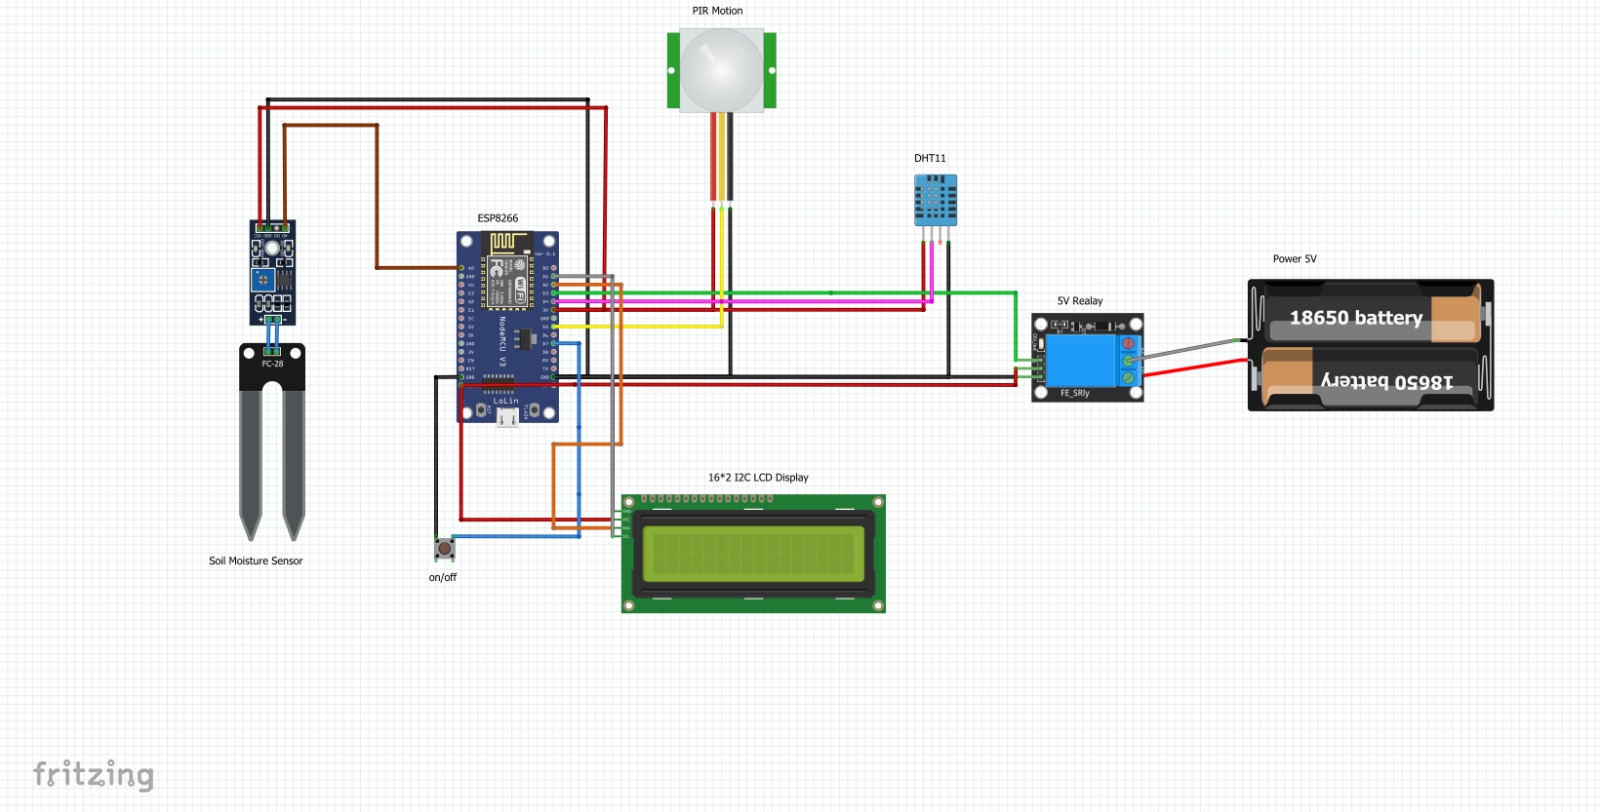 PIR Motion
DHT11
ESP8266
Power 5V
5V Realay
18650 battery
18650 battery
FE_SRly
NodeMCU V3
WiFi
LoLin
FC-28
16*2 I2C LCD Display
Soil Moisture Sensor
on/off
fritzing